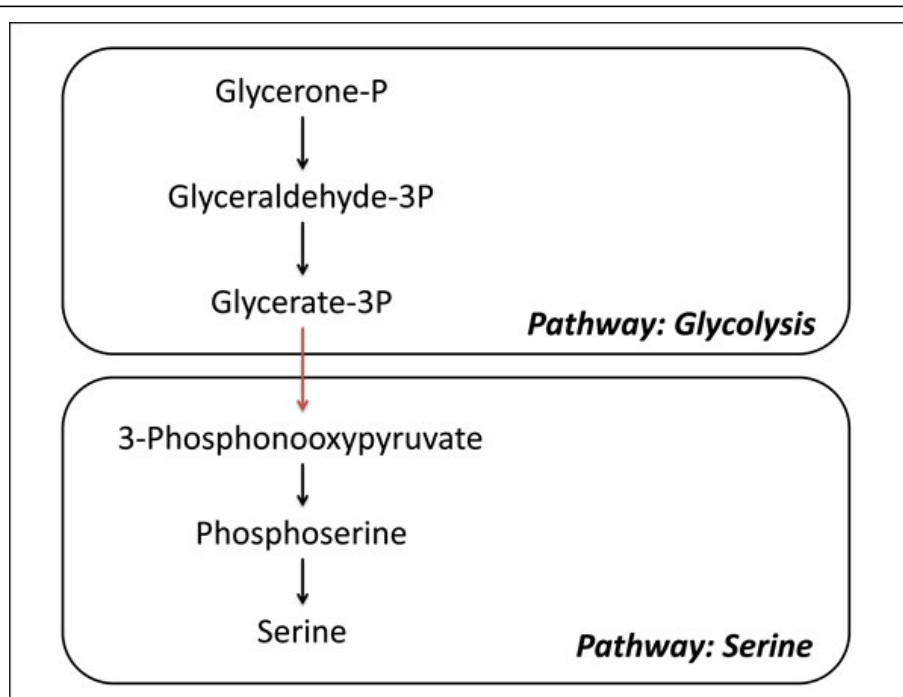 Glycerone-P
Glyceraldehyde-3P
Glycerate-3P
Pathway: Glycolysis
3-Phosphonooxypyruvate
Phosphoserine
Serine
Pathway: Serine